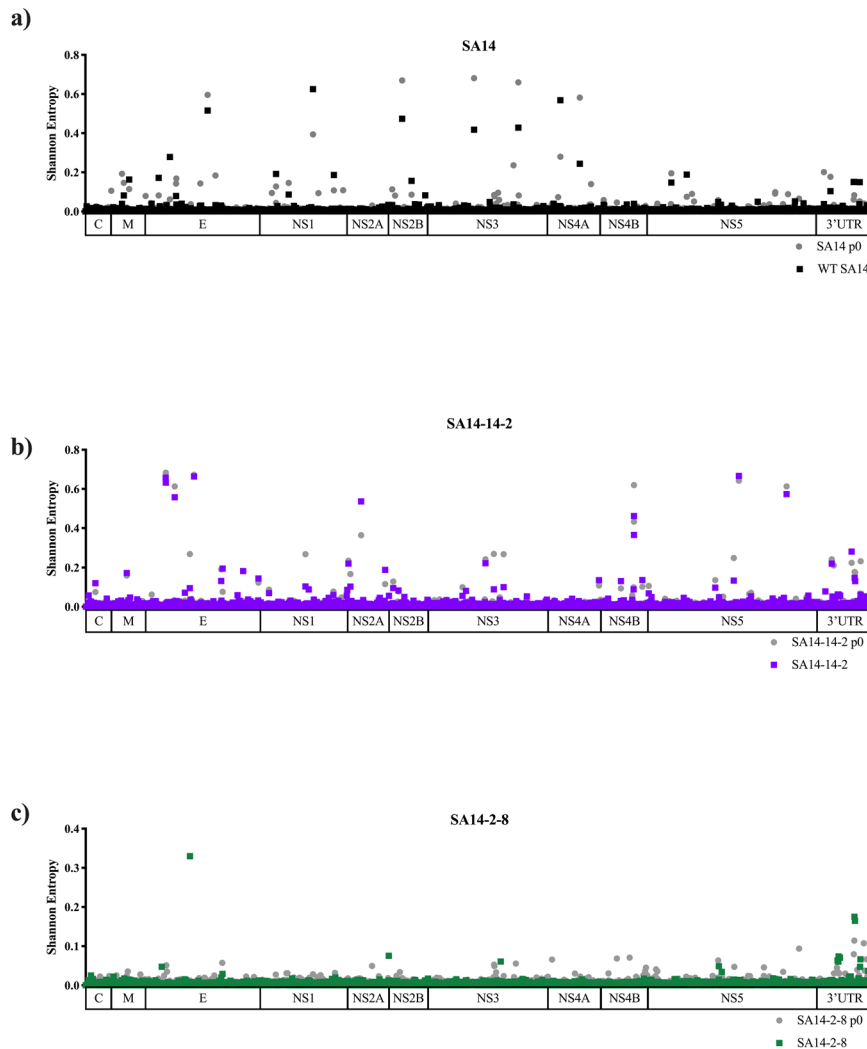 a)
SA14
Shannon Entropy
0.8
0.6
0.4
0.2
0.0
C M E NS1 NS2A NS2B NS3 NS4A NS4B NS5 3'UTR
SA14 p0
WT SA14
b)
SA14-14-2
Shannon Entropy
0.8
0.6
0.4
0.2
0.0
C M E NS1 NS2A NS2B NS3 NS4A NS4B NS5 3'UTR
SA14-14-2 p0
SA14-14-2
c)
SA14-2-8
Shannon Entropy
0.4
0.3
0.2
0.1
0.0
C M E NS1 NS2A NS2B NS3 NS4A NS4B NS5 3'UTR
SA14-2-8 p0
SA14-2-8